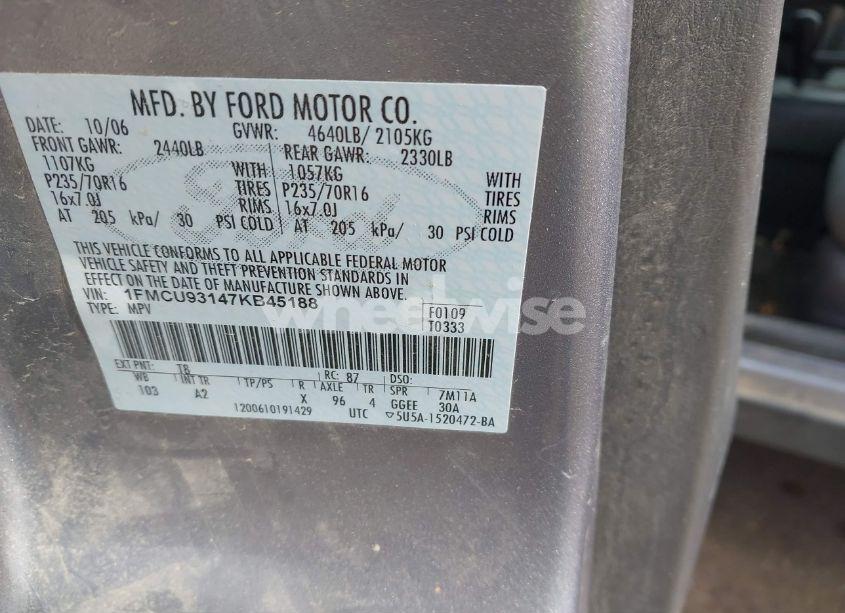 MFD. BY FORD MOTOR CO.
DATE: 10/06 GVWR: 4640LB/ 2105KG
FRONT GAWR: 2440LB REAR GAWR: 2330LB
1107KG WITH 1057KG WITH
P235/70R16 TIRES P235/70R16 TIRES
16x7.0J RIMS 16x7.0J RIMS
AT 205 kPa/ 30 PSI COLD AT 205 kPa/ 30 PSI COLD
Ford
THIS VEHICLE CONFORMS TO ALL APPLICABLE FEDERAL MOTOR
VEHICLE SAFETY AND THEFT PREVENTION STANDARDS IN
EFFECT ON THE DATE OF MANUFACTURE SHOWN ABOVE.
VIN: 1FMCU93147KB45188 F0109
TYPE: MPV T0333
wheelwise
EXT PNT: T8 RC: 87 DSO:
WB INT TR TP/PS R AXLE TR SPR 7M11A
103 A2 X 96 4 GGEE 30A
1200610191429 UTC 5U5A-1520472-BA